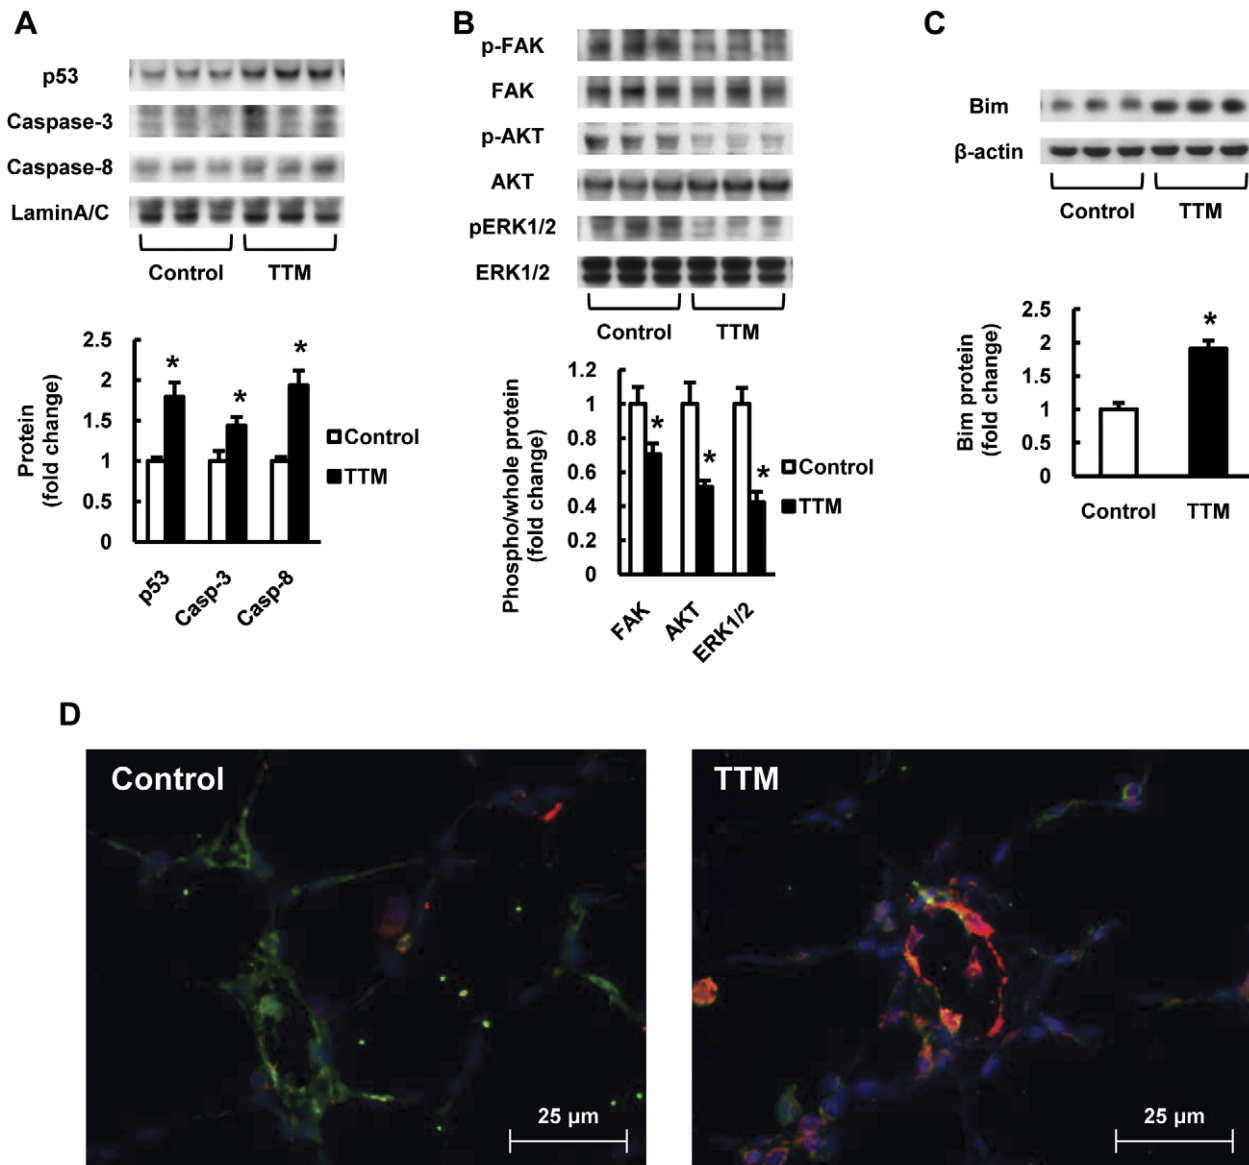 A
p53
Caspase-3
Caspase-8
LaminA/C
Control TTM
Protein
(fold change)
2.5
2
1.5
1
0.5
0
* * *
Control
TTM
p53 Casp-3 Casp-8
B
p-FAK
FAK
p-AKT
AKT
pERK1/2
ERK1/2
Control TTM
Phospho/whole protein
(fold change)
1.2
1
0.8
0.6
0.4
0.2
0
* * *
Control
TTM
FAK AKT ERK1/2
C
Bim
β-actin
Control TTM
Bim protein
(fold change)
2.5
2
1.5
1
0.5
0
*
Control TTM
D
Control
25 µm
TTM
25 µm